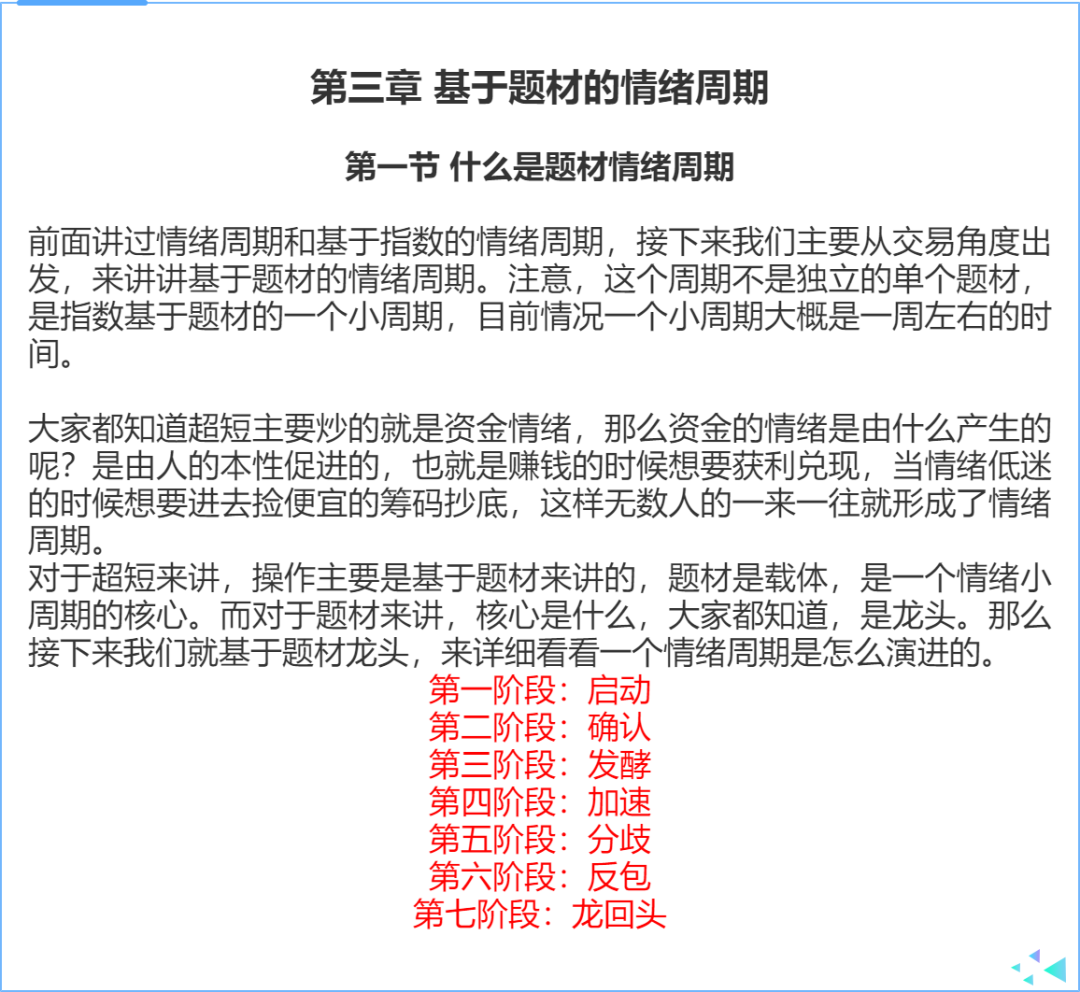 第三章 基于题材的情绪周期
第一节 什么是题材情绪周期
前面讲过情绪周期和基于指数的情绪周期，接下来我们主要从交易角度出
发，来讲讲基于题材的情绪周期。注意，这个周期不是独立的单个题材，
是指数基于题材的一个小周期，目前情况一个小周期大概是一周左右的时
间。
大家都知道超短主要炒的就是资金情绪，那么资金的情绪是由什么产生的
呢？是由人的本性促进的，也就是赚钱的时候想要获利兑现，当情绪低迷
的时候想要进去捡便宜的筹码抄底，这样无数人的一来一往就形成了情绪
周期。
对于超短来讲，操作主要是基于题材来讲的，题材是载体，是一个情绪小
周期的核心。而对于题材来讲，核心是什么，大家都知道，是龙头。那么
接下来我们就基于题材龙头，来详细看看一个情绪周期是怎么演进的。
第一阶段：启动
第二阶段：确认
第三阶段：发酵
第四阶段：加速
第五阶段：分歧
第六阶段：反包
第七阶段：龙回头